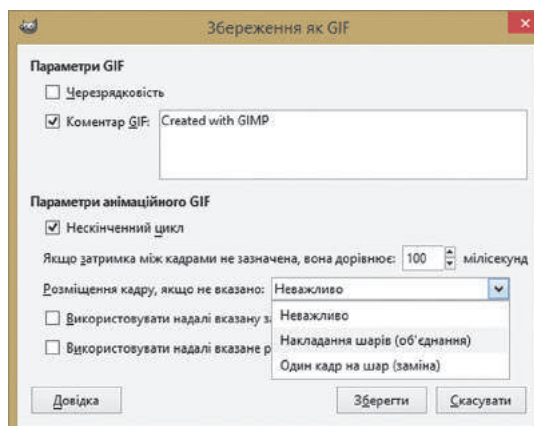 Збереження як GIF
Параметри GIF
Черезрядковість
Коментар GIF: Created with GIMP
Параметри анімаційного GIF
Нескінченний цикл
Якщо затримка між кадрами не зазначена, вона дорівнює: 100 мілісекунд
Розміщення кадру, якщо не вказано: Неважливо
Неважливо
Використовувати надалі вказану
Накладання шарів (об'єднання)
Використовувати надалі вказане
Один кадр на шар (заміна)
Довідка Зберегти Скасувати